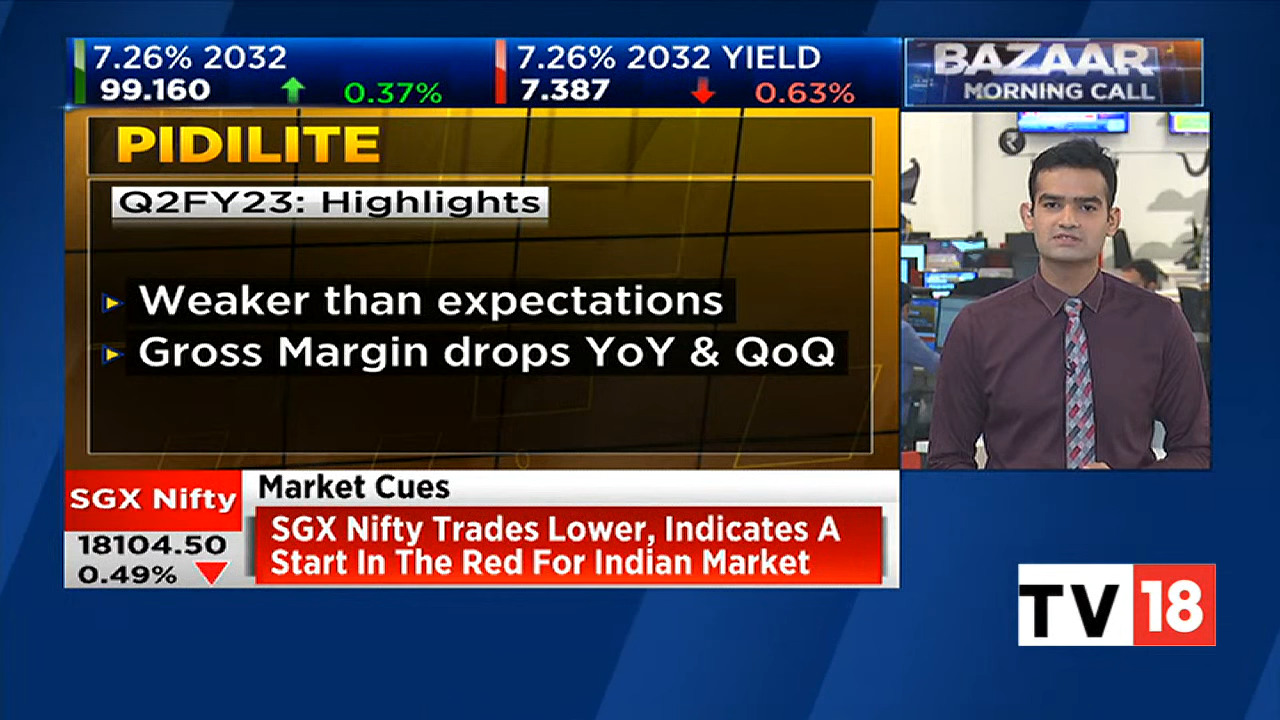 7.26% 2032
99.160 0.37%
7.26% 2032 YIELD
7.387 0.63%
BAZAAR
MORNING CALL
PIDILITE
Q2FY23: Highlights
Weaker than expectations
Gross Margin drops YoY & QoQ
SGX Nifty
18104.50
0.49%
Market Cues
SGX Nifty Trades Lower, Indicates A
Start In The Red For Indian Market
₹
TV18